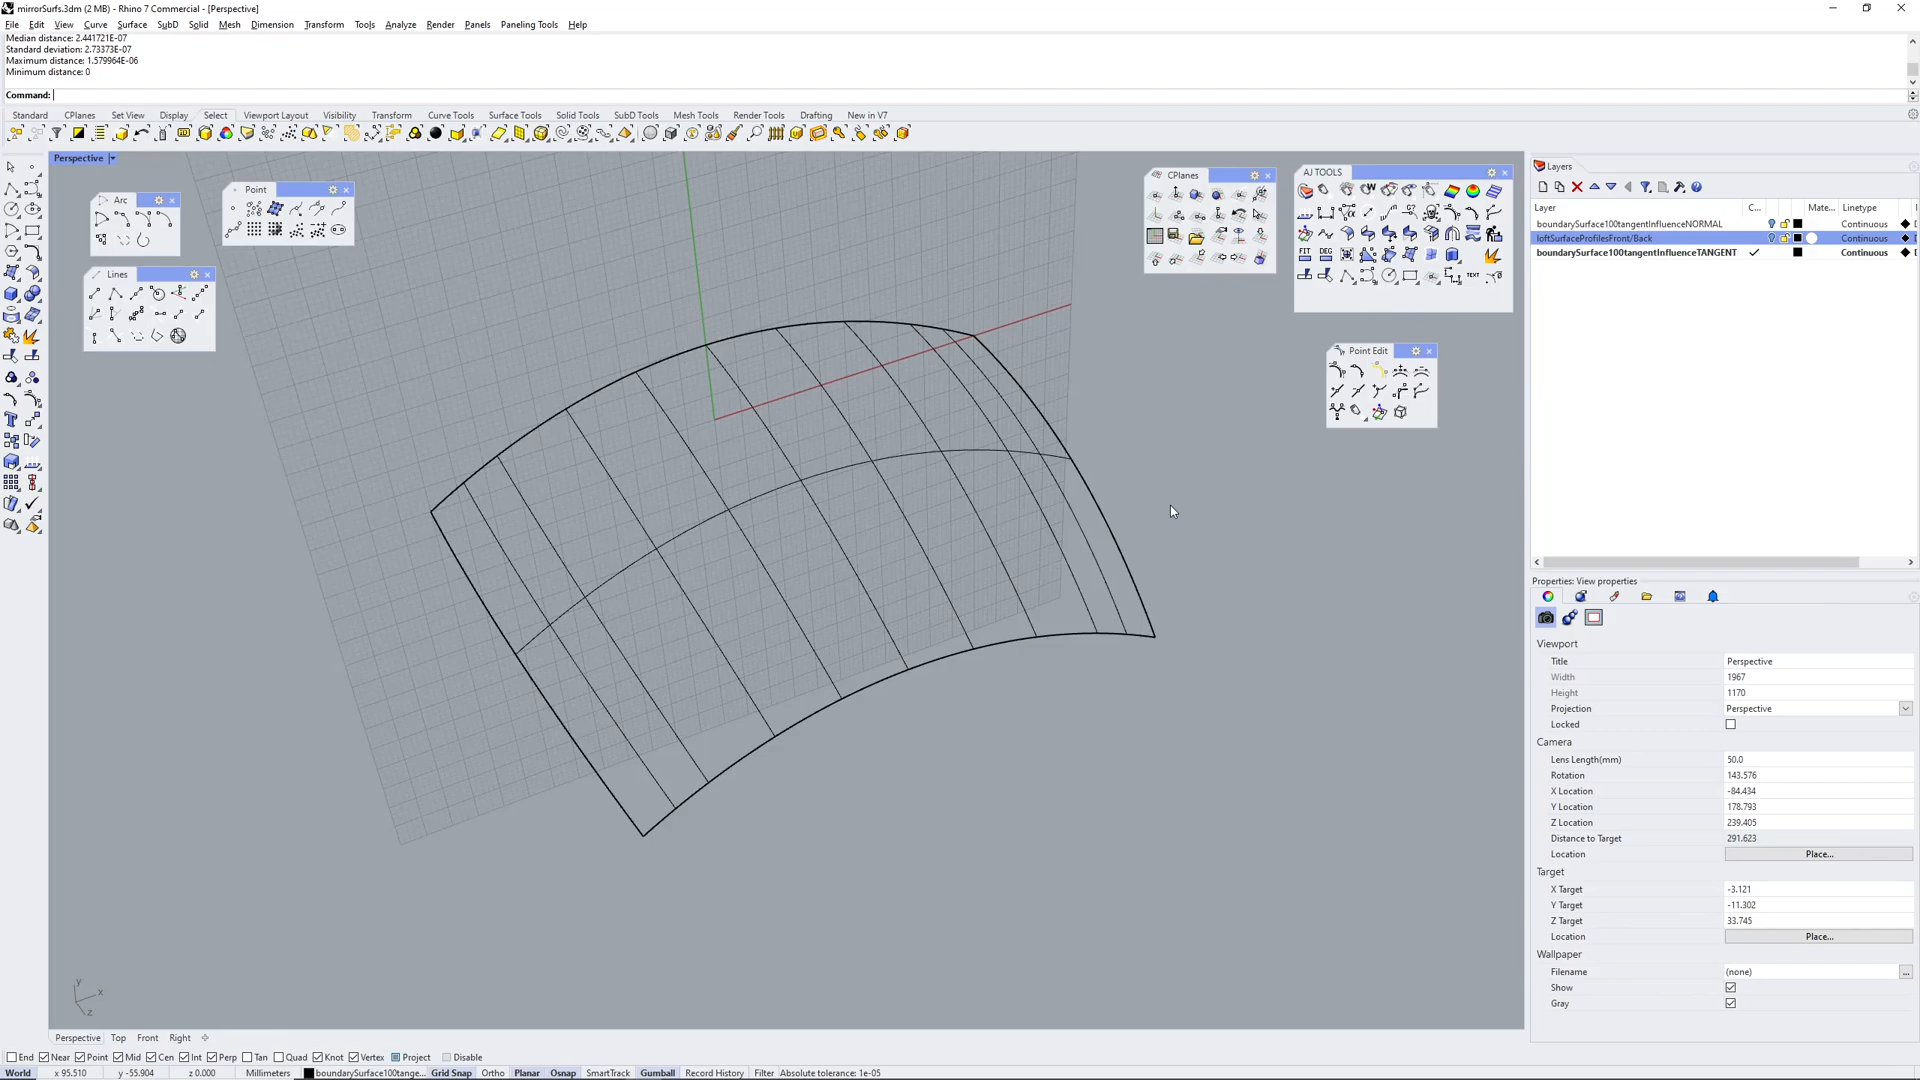 mirrorSurfs.3dm (2 MB) - Rhino 7 Commercial - [Perspective]
File Edit View Curve Surface SubD Solid Mesh Dimension Transform Tools Analyze Render Panels Paneling Tools Help
Median distance: 2.441721E-07
Standard deviation: 2.73373E-07
Maximum distance: 1.579964E-06
Minimum distance: 0
Command:
Standard CPlanes Set View Display Select Viewport Layout Visibility Transform Curve Tools Surface Tools Solid Tools SubD Tools Mesh Tools Render Tools Drafting New in V7
Perspective
Arc
Point
Lines
CPlanes
AJ TOOLS
FIT DEG
TEXT
Point Edit
Layers
Layer C... Mate... Linetype
boundarySurface100tangentInfluenceNORMAL Continuous
loftSurfaceProfilesFront/Back Continuous
boundarySurface100tangentInfluenceTANGENT Continuous
Properties: View properties
Viewport
Title Perspective
Width 1967
Height 1170
Projection Perspective
Locked
Camera
Lens Length(mm) 50.0
Rotation 143.576
X Location -84.434
Y Location 178.793
Z Location 239.405
Distance to Target 291.623
Location Place...
Target
X Target -3.121
Y Target -11.302
Z Target 33.745
Location Place...
Wallpaper
Filename (none) ...
Show
Gray
y
x
z
Perspective Top Front Right
End Near Point Mid Cen Int Perp Tan Quad Knot Vertex Project Disable
World x 95.510 y -55.904 z 0.000 Millimeters boundarySurface100tange... Grid Snap Ortho Planar Osnap SmartTrack Gumball Record History Filter Absolute tolerance: 1e-05